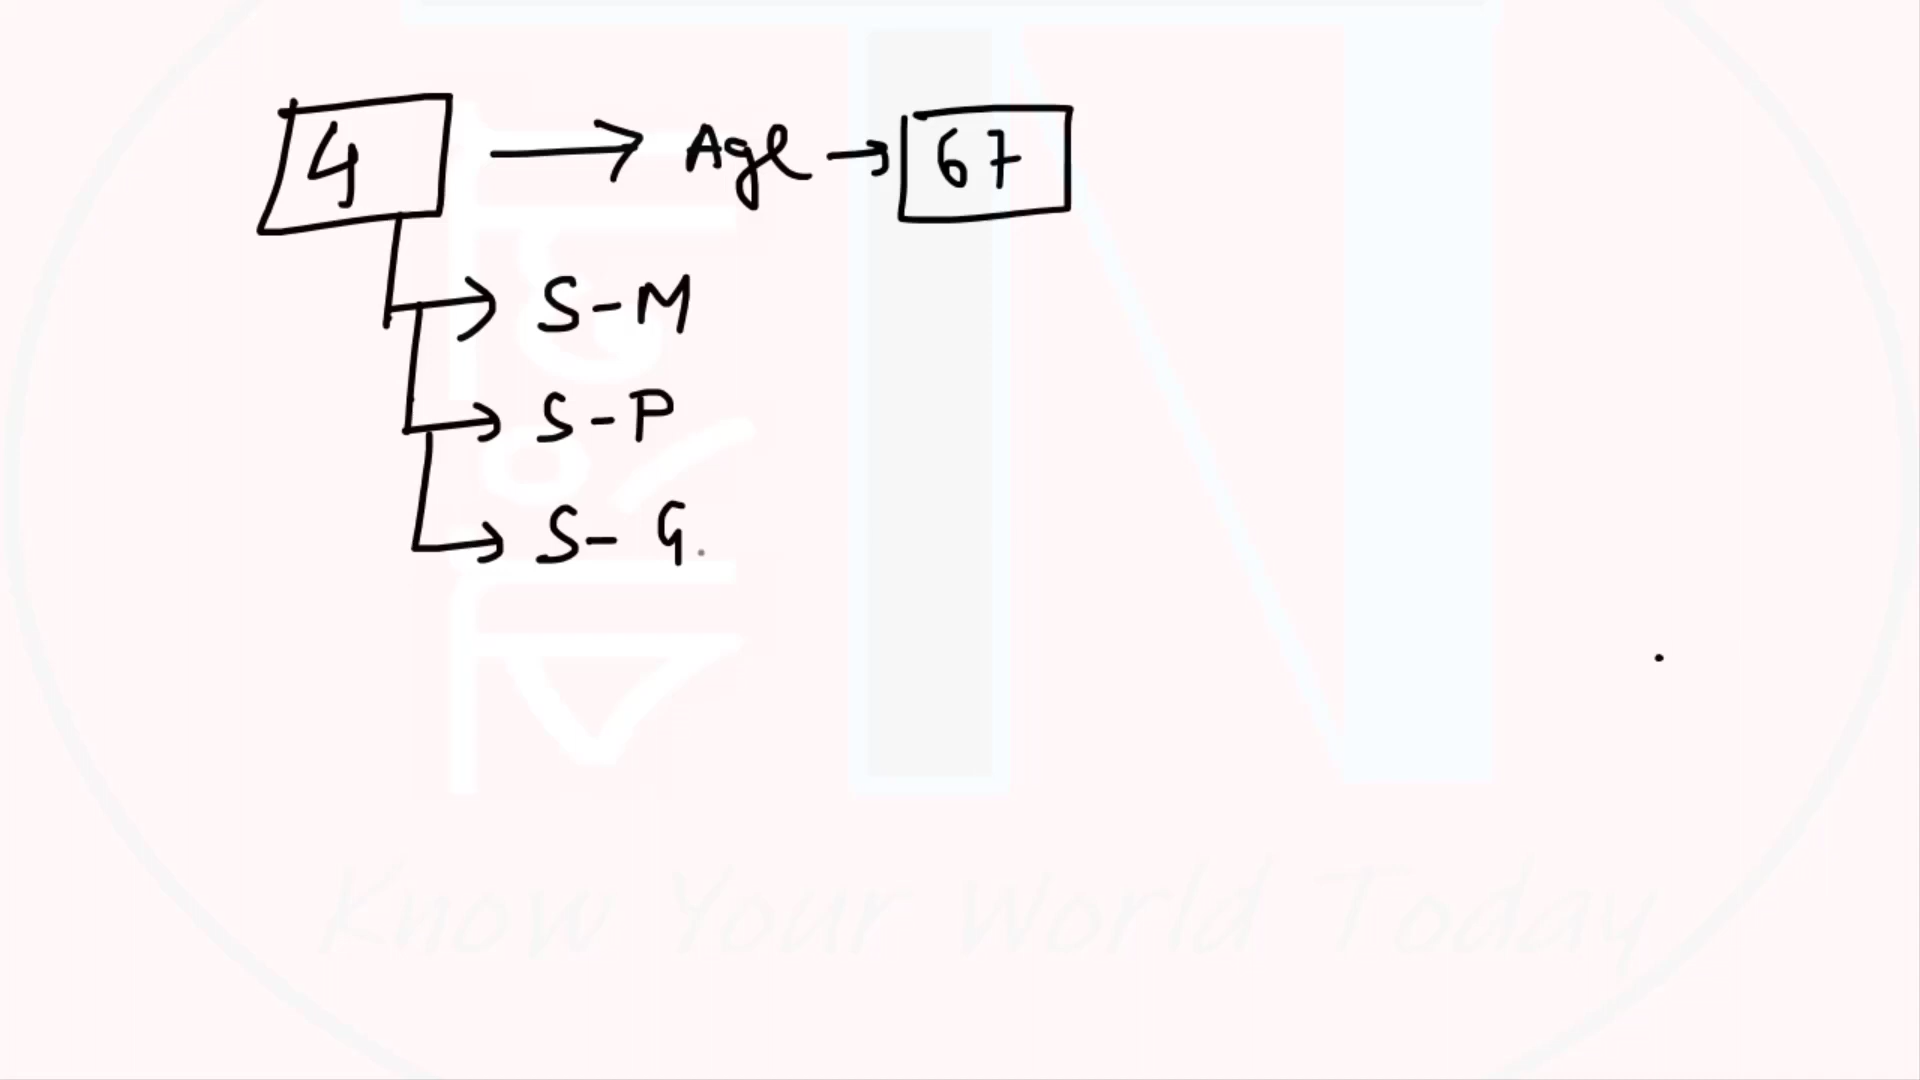 4 → Age → 67
→ S-M
→ S-P
→ S- G
Know Your World Today